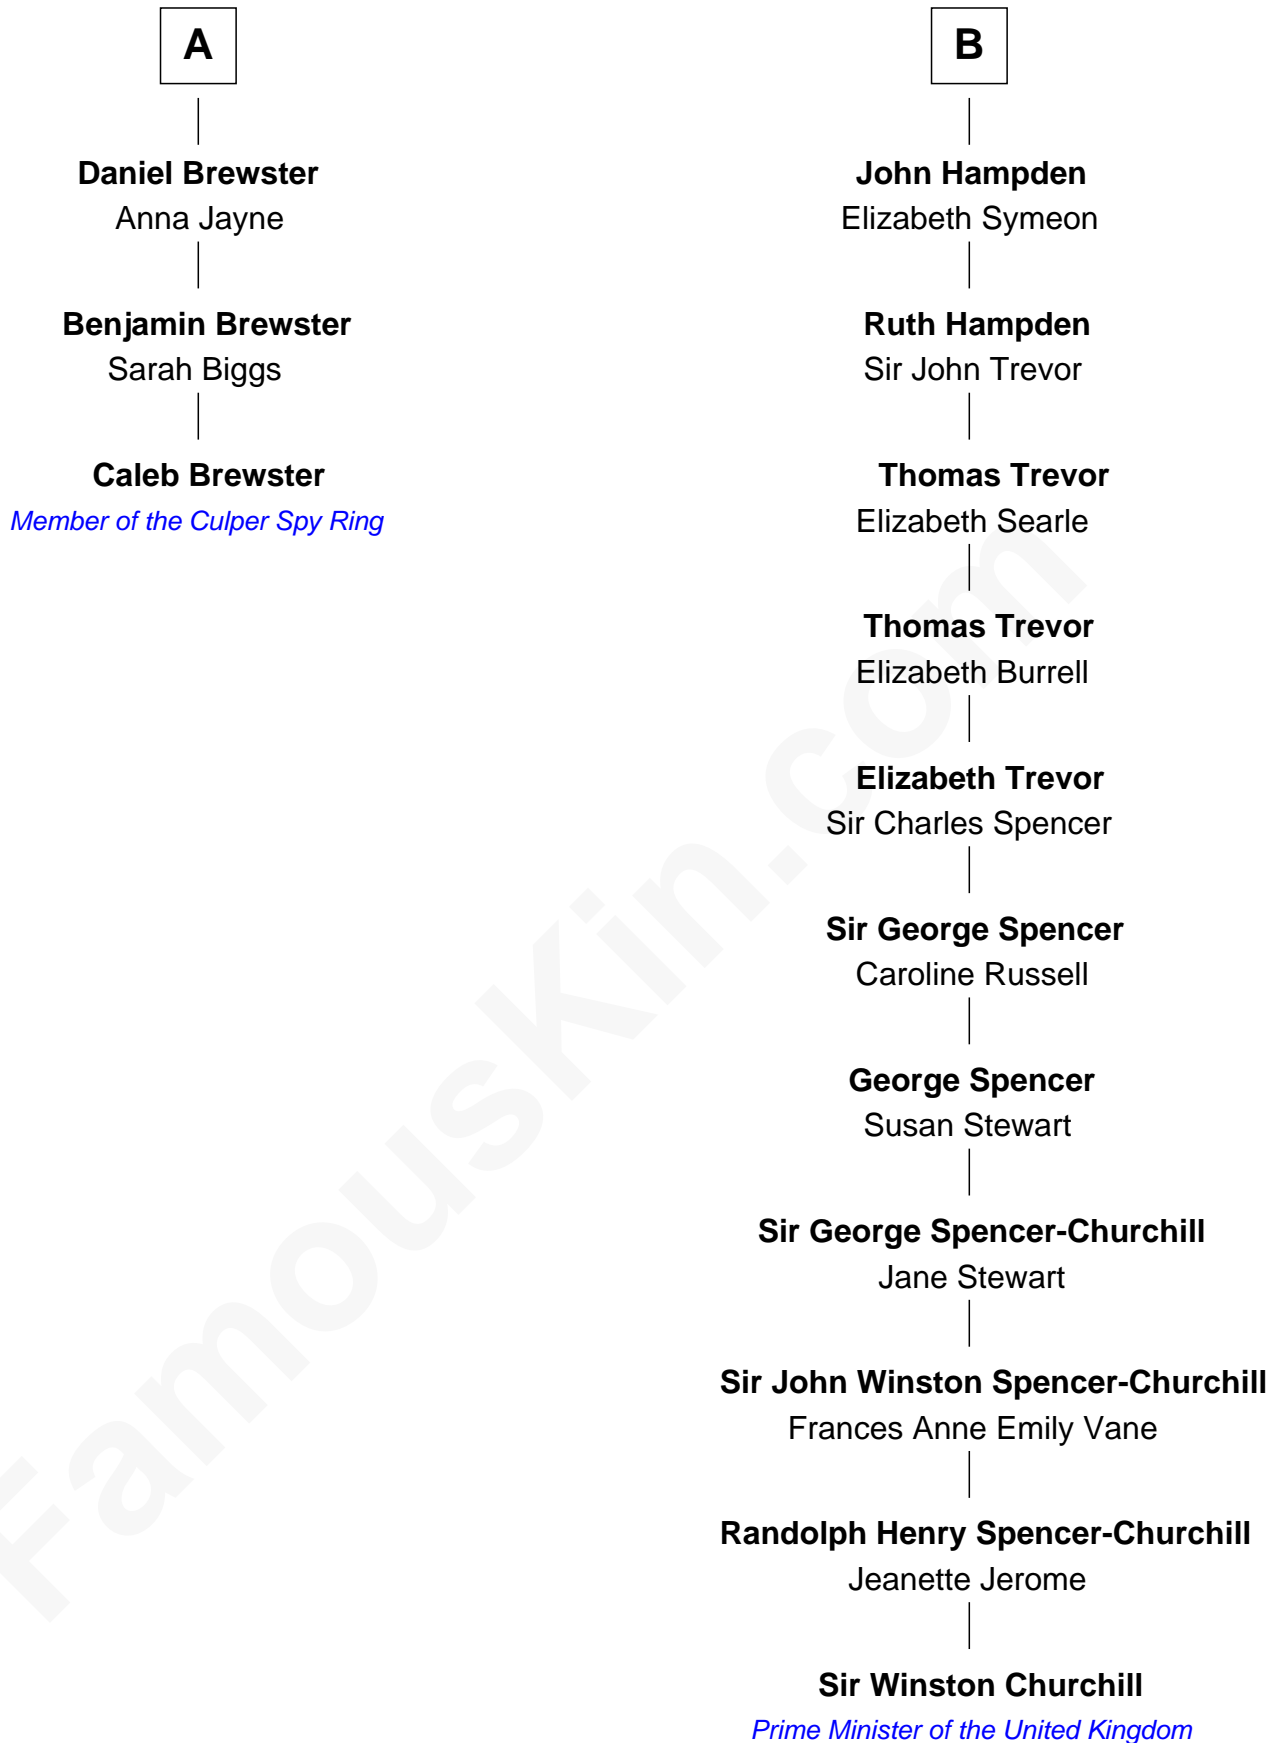 A
Daniel Brewster
Anna Jayne
Benjamin Brewster
Sarah Biggs
Caleb Brewster
Member of the Culper Spy Ring
B
John Hampden
Elizabeth Symeon
Ruth Hampden
Sir John Trevor
Thomas Trevor
Elizabeth Searle
Thomas Trevor
Elizabeth Burrell
Elizabeth Trevor
Sir Charles Spencer
Sir George Spencer
Caroline Russell
George Spencer
Susan Stewart
Sir George Spencer-Churchill
Jane Stewart
Sir John Winston Spencer-Churchill
Frances Anne Emily Vane
Randolph Henry Spencer-Churchill
Jeanette Jerome
Sir Winston Churchill
Prime Minister of the United Kingdom
FamousKin.com